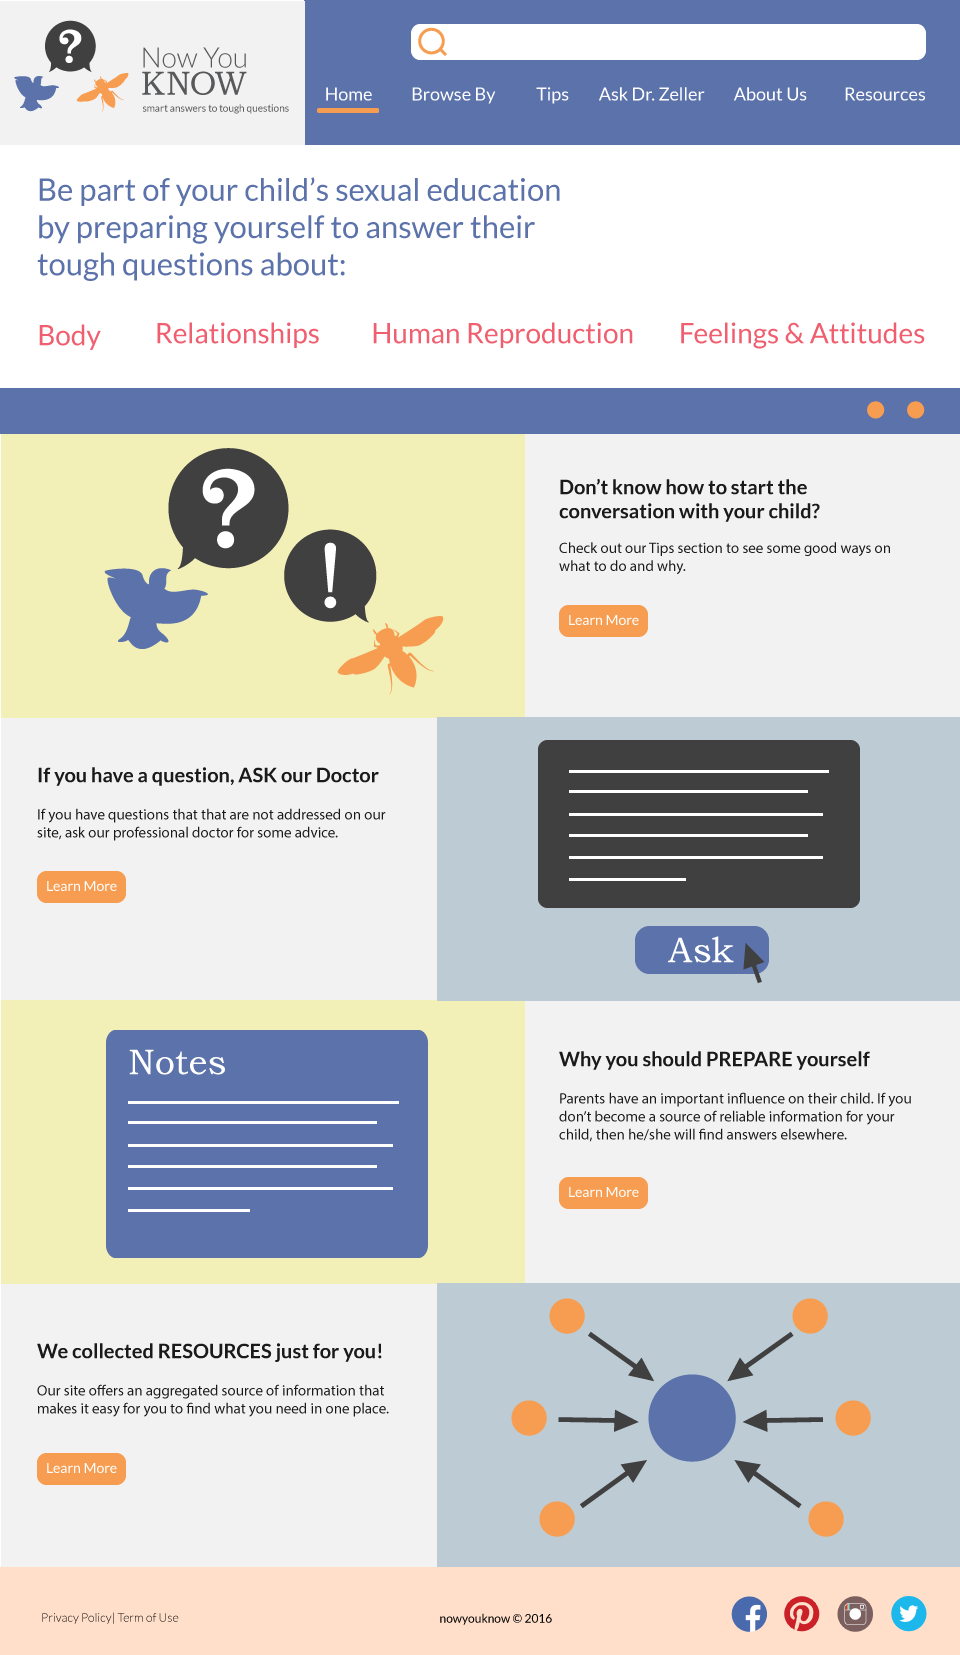 ?
Now You
KNOW
smart answers to tough questions
Home Browse By Tips Ask Dr. Zeller About Us Resources
Be part of your child’s sexual education
by preparing yourself to answer their
tough questions about:
Body Relationships Human Reproduction Feelings & Attitudes
?
!
Don’t know how to start the
conversation with your child?
Check out our Tips section to see some good ways on
what to do and why.
Learn More
If you have a question, ASK our Doctor
If you have questions that that are not addressed on our
site, ask our professional doctor for some advice.
Learn More
Ask
Notes
Why you should PREPARE yourself
Parents have an important influence on their child. If you
don’t become a source of reliable information for your
child, then he/she will find answers elsewhere.
Learn More
We collected RESOURCES just for you!
Our site offers an aggregated source of information that
makes it easy for you to find what you need in one place.
Learn More
Privacy Policy| Term of Use
nowyouknow © 2016